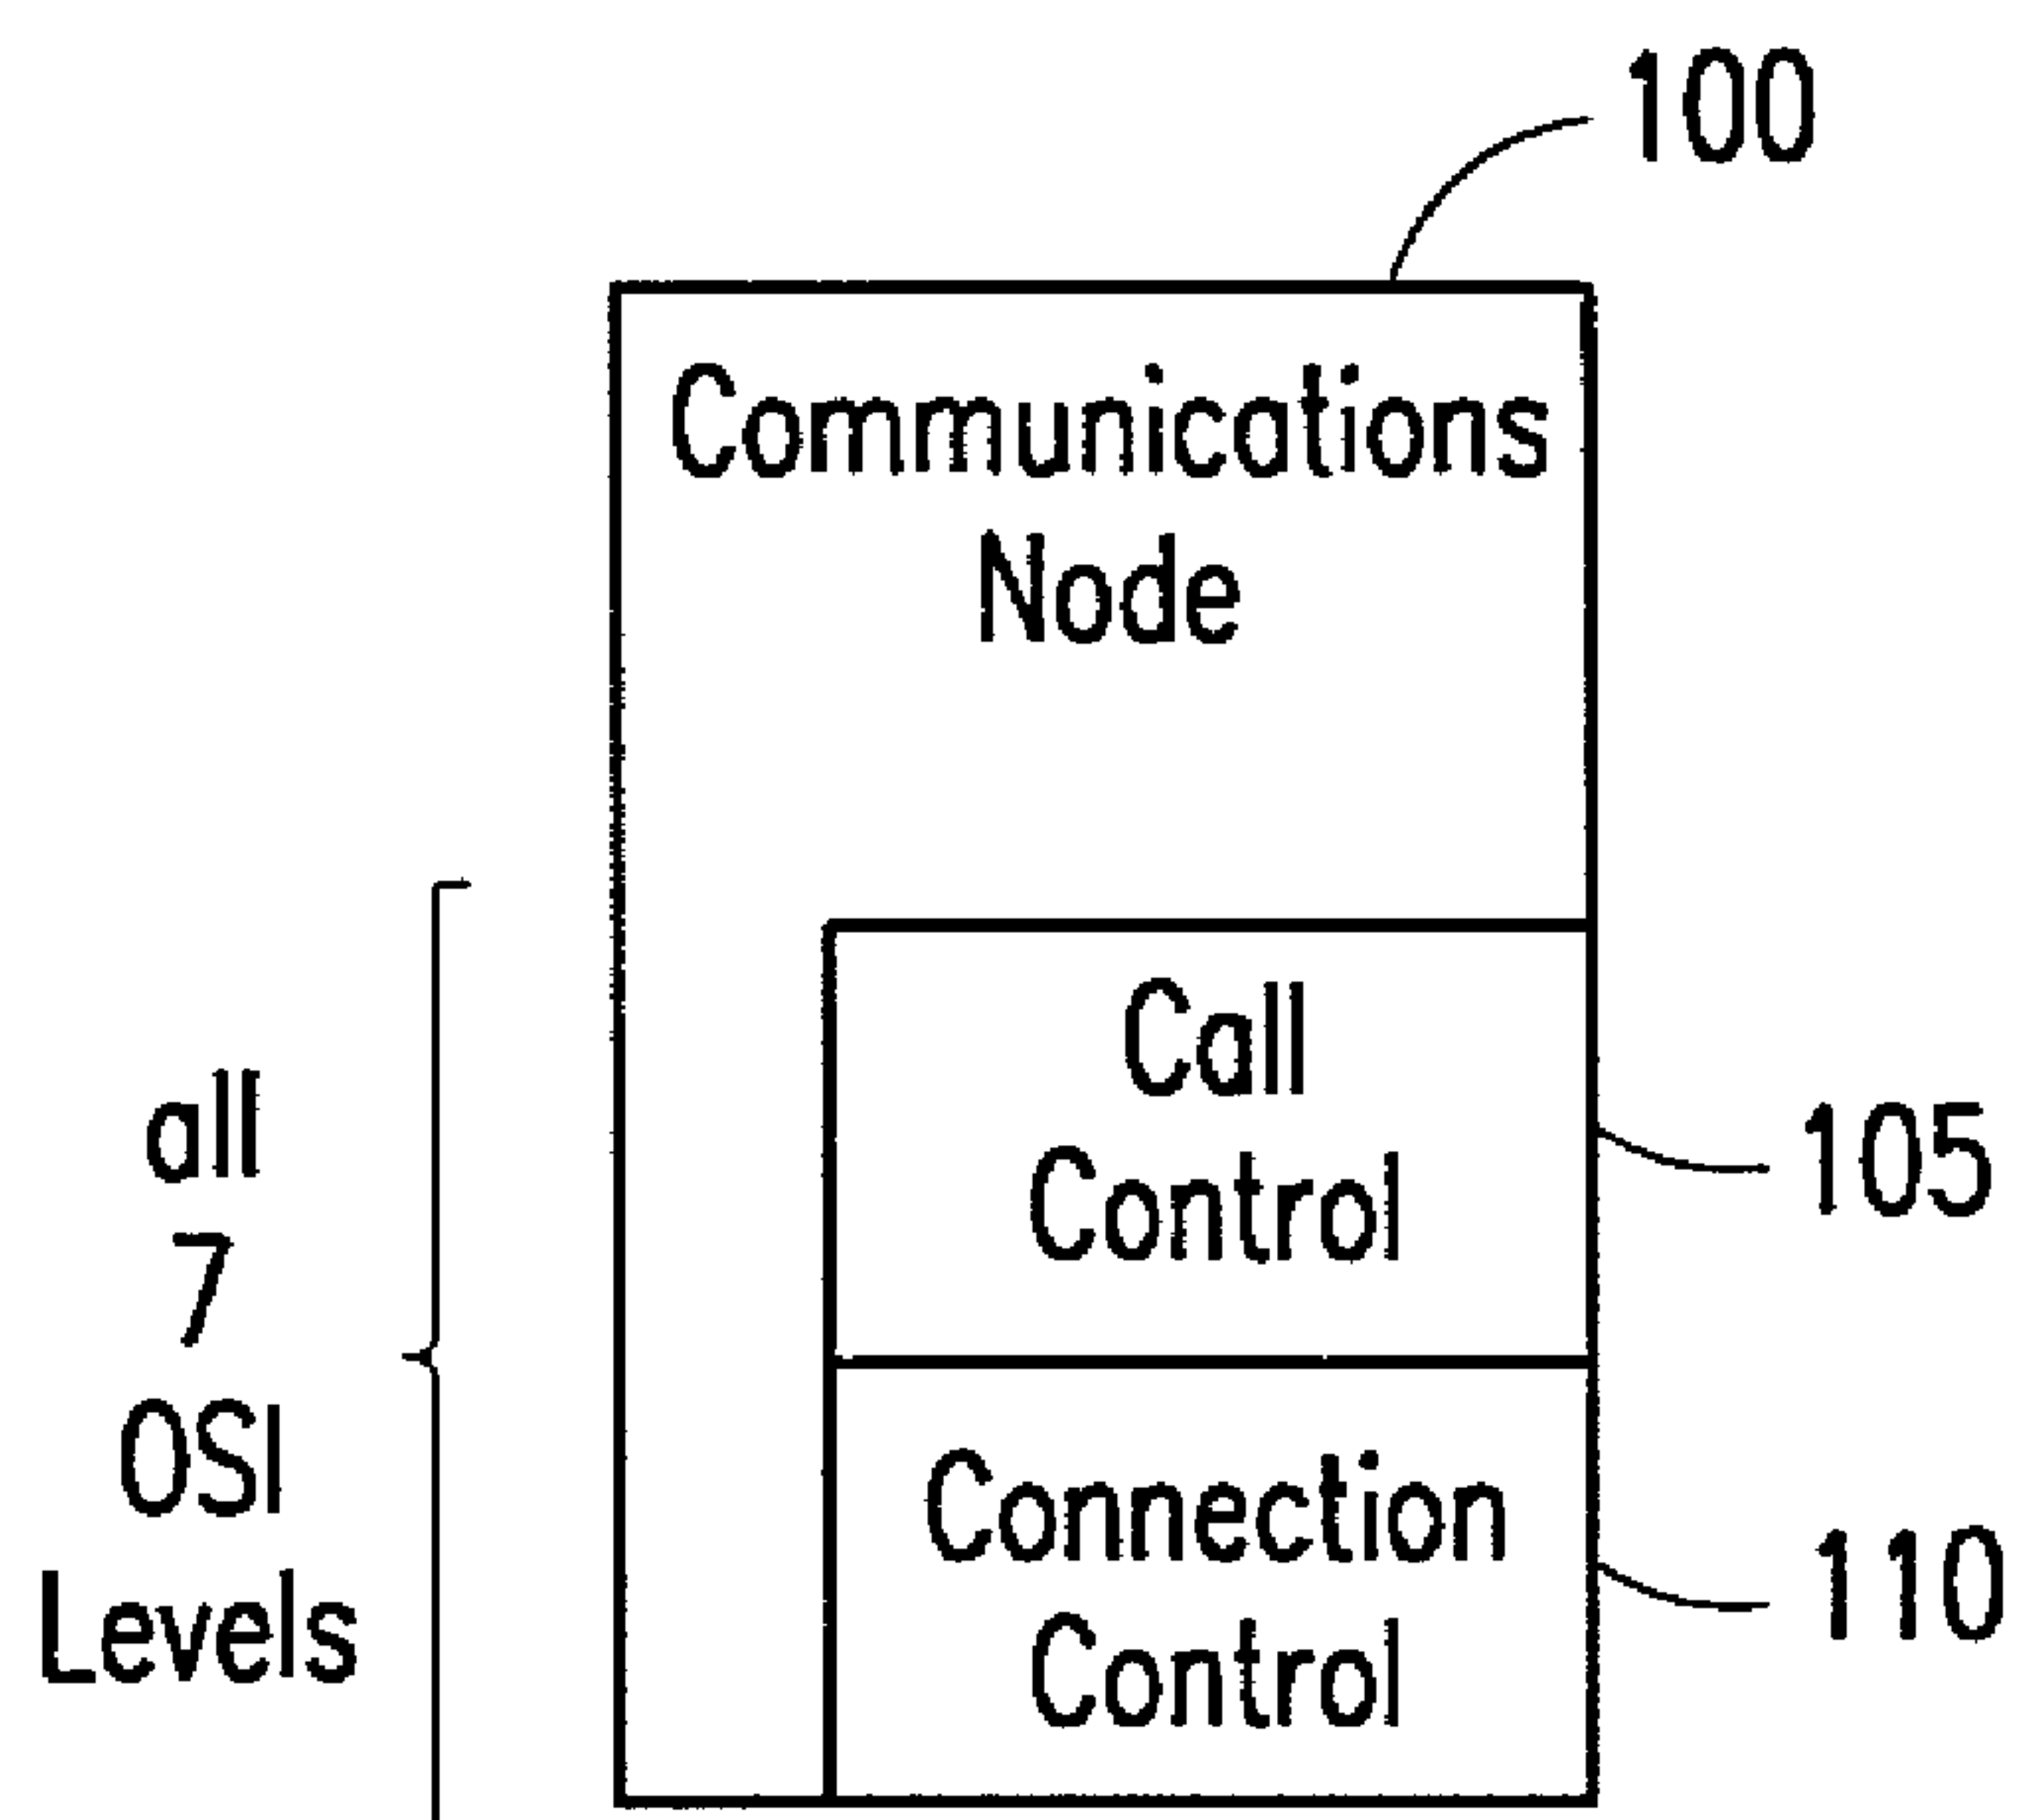 100
Communications
Node
Call
Control
105
all
7
OSI
Levels
Connection
Control
110